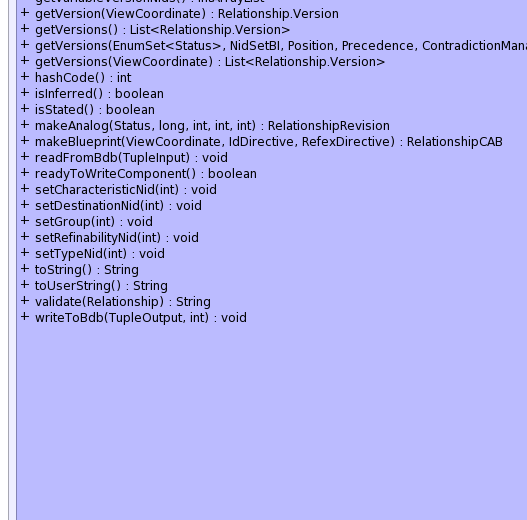 getVariableVersionNids() : IntArrayList
+ getVersion(ViewCoordinate) : Relationship.Version
+ getVersions() : List<Relationship.Version>
+ getVersions(EnumSet<Status>, NidSetBI, Position, Precedence, ContradictionMan
+ getVersions(ViewCoordinate) : List<Relationship.Version>
+ hashCode() : int
+ isInferred() : boolean
+ isStated() : boolean
+ makeAnalog(Status, long, int, int, int) : RelationshipRevision
+ makeBlueprint(ViewCoordinate, IdDirective, RefexDirective) : RelationshipCAB
+ readFromBdb(TupleInput) : void
+ readyToWriteComponent() : boolean
+ setCharacteristicNid(int) : void
+ setDestinationNid(int) : void
+ setGroup(int) : void
+ setRefinabilityNid(int) : void
+ setTypeNid(int) : void
+ toString() : String
+ toUserString() : String
+ validate(Relationship) : String
+ writeToBdb(TupleOutput, int) : void